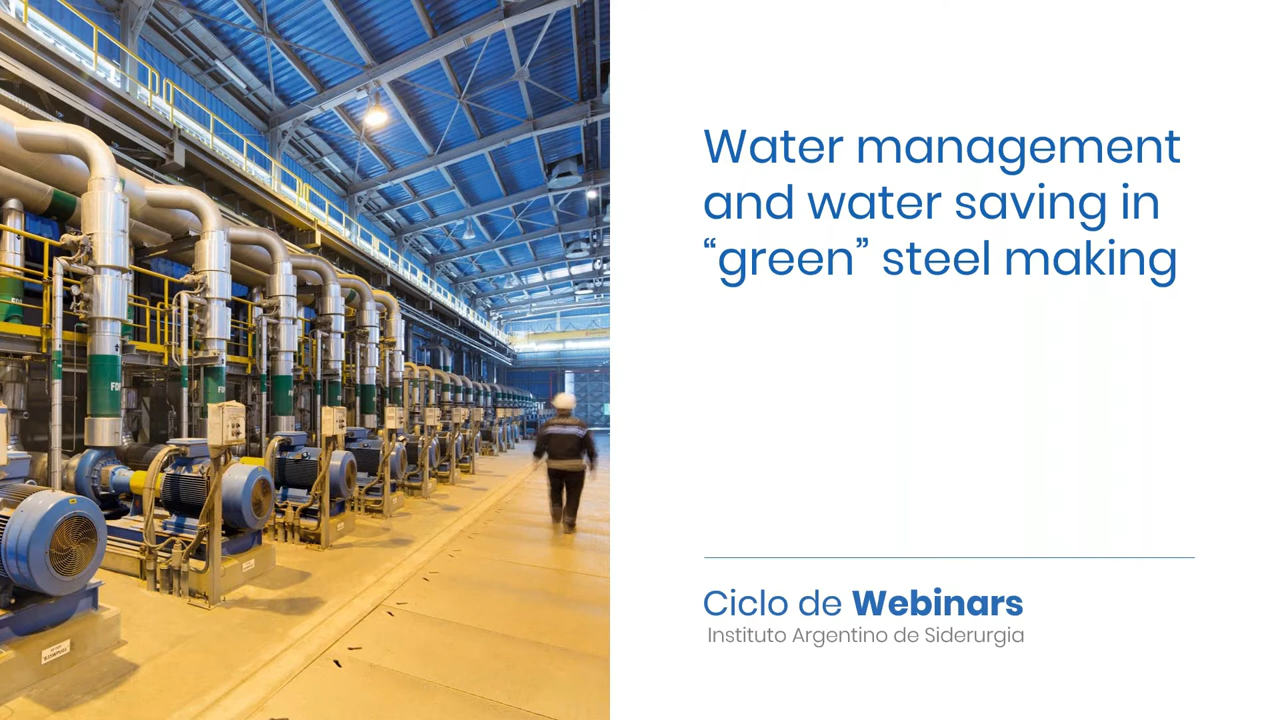 Water management
and water saving in
“green” steel making
Ciclo de Webinars
Instituto Argentino de Siderurgia